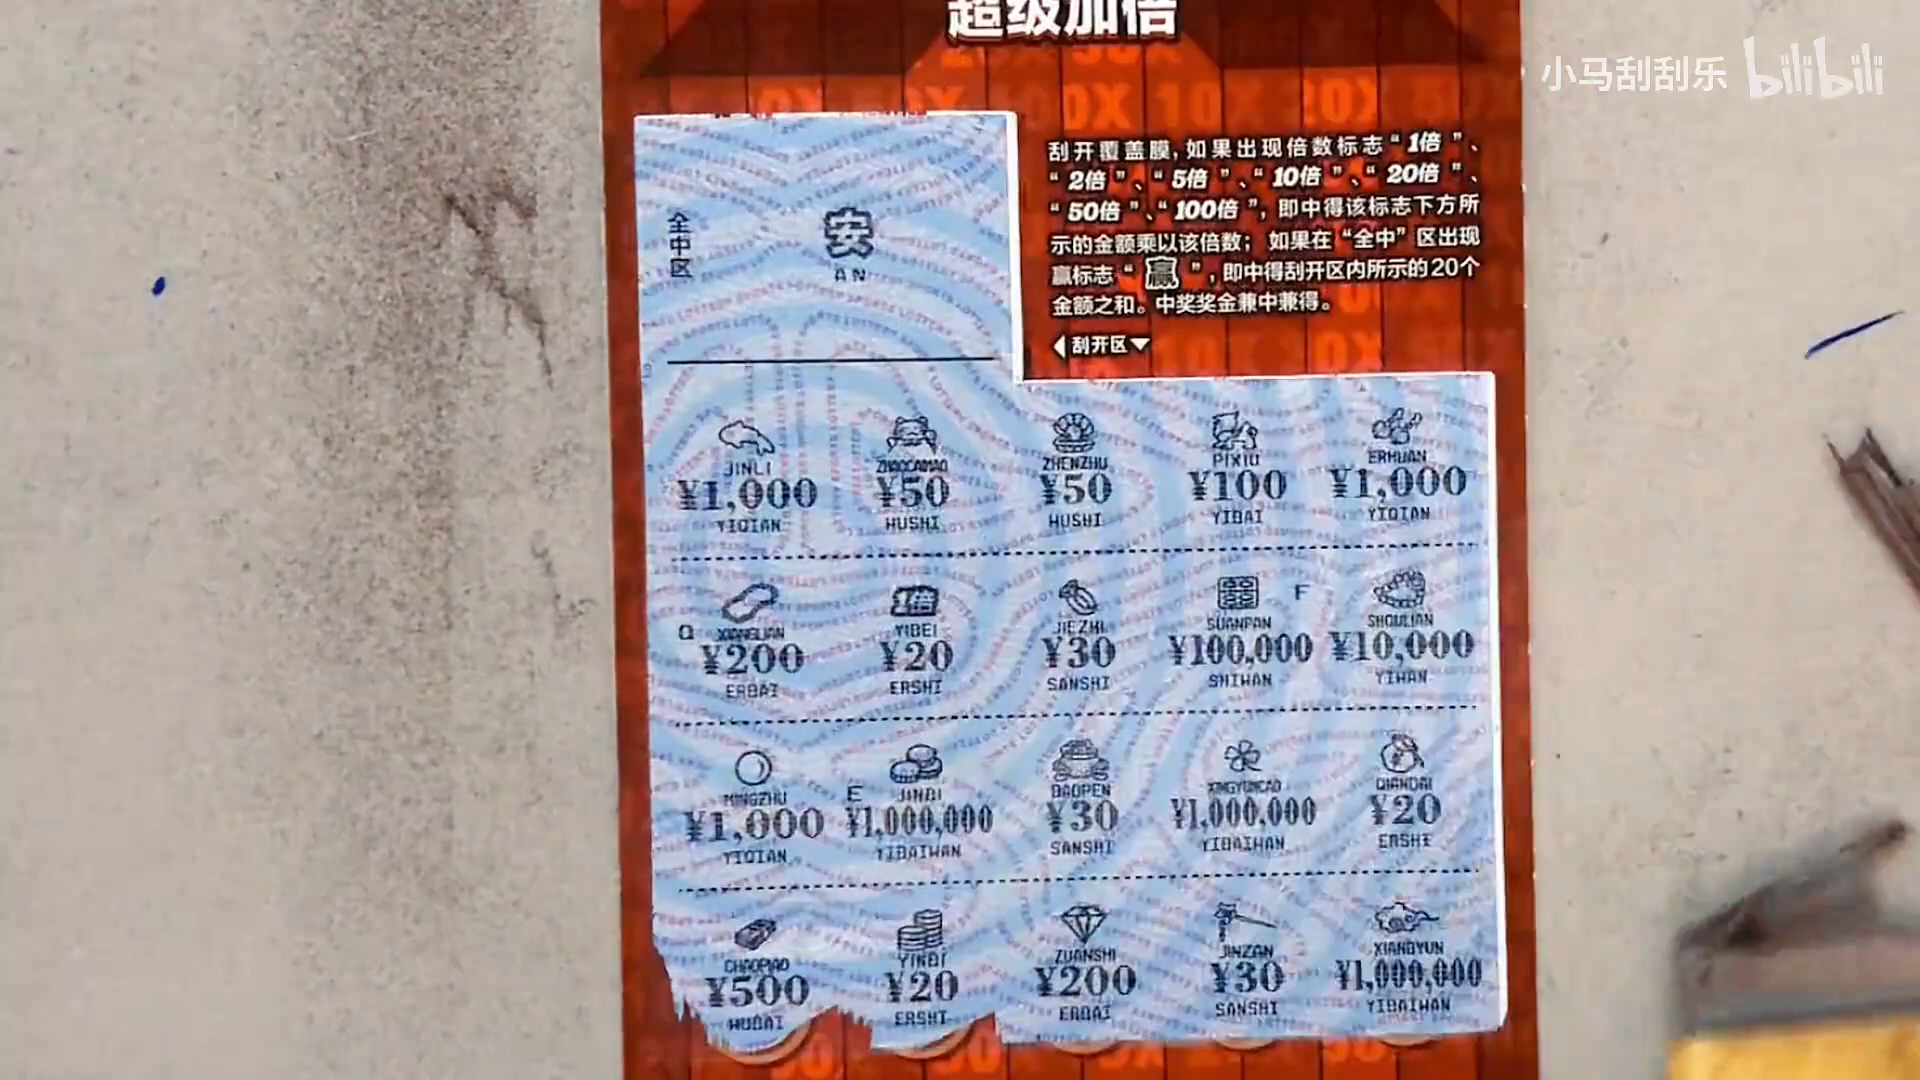 超级加倍
小马刮刮乐 bilibili
刮开覆盖膜,如果出现倍数标志“1倍”、
“2倍”、“5倍”、“10倍”、“20倍”、
“50倍”、“100倍”,即中得该标志下方所
示的金额乘以该倍数;如果在“全中”区出现
赢标志“赢”,即中得刮开区内所示的20个
金额之和。中奖奖金兼中兼得。
刮开区
全中区
安
AN
JINLI ZHAOCAIMAO ZHENZHU PIXIU ERHUAN
¥1,000 ¥50 ¥50 ¥100 ¥1,000
YIQIAN WUSHI WUSHI YIBAI YIQIAN
1倍 F
Q XIANGLIAN YIBEI JIEZHI SUANPAN SHOULIAN
¥200 ¥20 ¥30 ¥100,000 ¥10,000
ERBAI ERSHI SANSHI SHIWAN YIWAN
MINGZHU E JINBI BAOPEN XINGYUNCAO QIANDAI
¥1,000 ¥1,000,000 ¥30 ¥1,000,000 ¥20
YIQIAN YIBAIWAN SANSHI YIBAIWAN ERSHI
CHAOPIAO YINBI ZUANSHI JINZAN XIANGYUN
¥500 ¥20 ¥200 ¥30 ¥1,000,000
WUBAI ERSHI ERBAI SANSHI YIBAIWAN